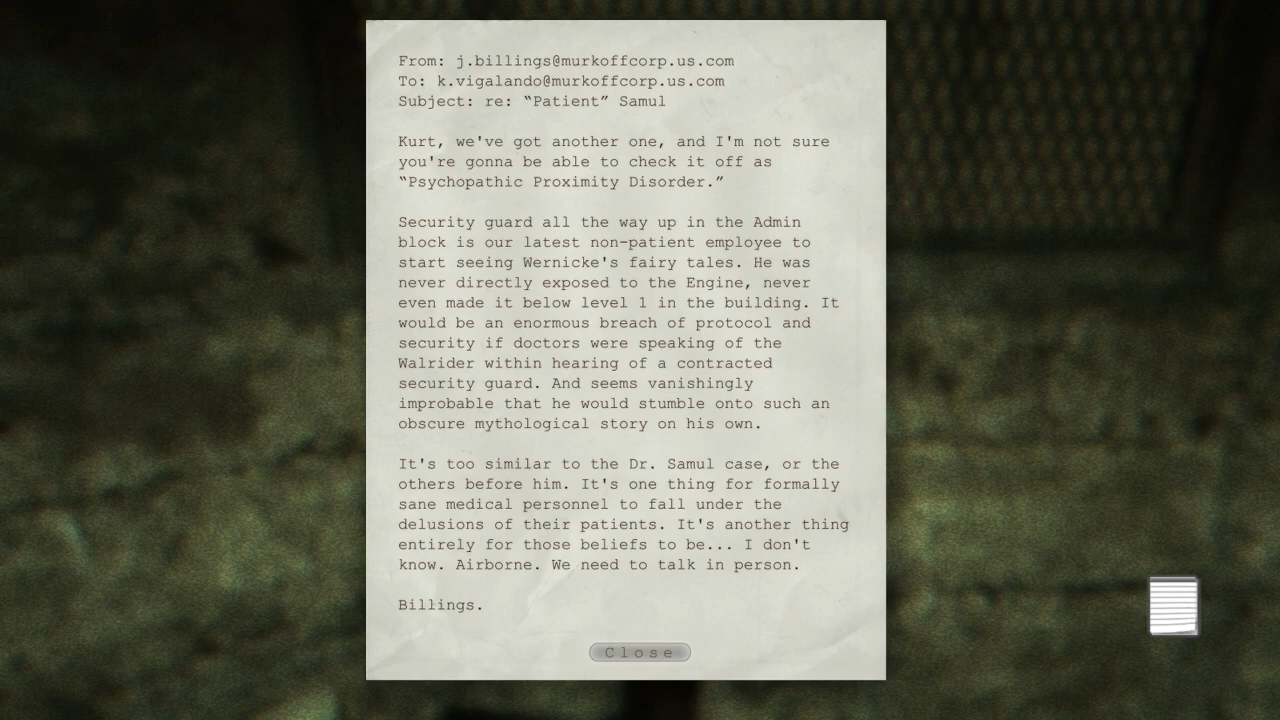 From: j.billings@murkoffcorp.us.com
To: k.vigalando@murkoffcorp.us.com
Subject: re: “Patient” Samul
Kurt, we've got another one, and I'm not sure
you're gonna be able to check it off as
“Psychopathic Proximity Disorder.”
Security guard all the way up in the Admin
block is our latest non-patient employee to
start seeing Wernicke's fairy tales. He was
never directly exposed to the Engine, never
even made it below level 1 in the building. It
would be an enormous breach of protocol and
security if doctors were speaking of the
Walrider within hearing of a contracted
security guard. And seems vanishingly
improbable that he would stumble onto such an
obscure mythological story on his own.
It's too similar to the Dr. Samul case, or the
others before him. It's one thing for formally
sane medical personnel to fall under the
delusions of their patients. It's another thing
entirely for those beliefs to be... I don't
know. Airborne. We need to talk in person.
Billings.
Close